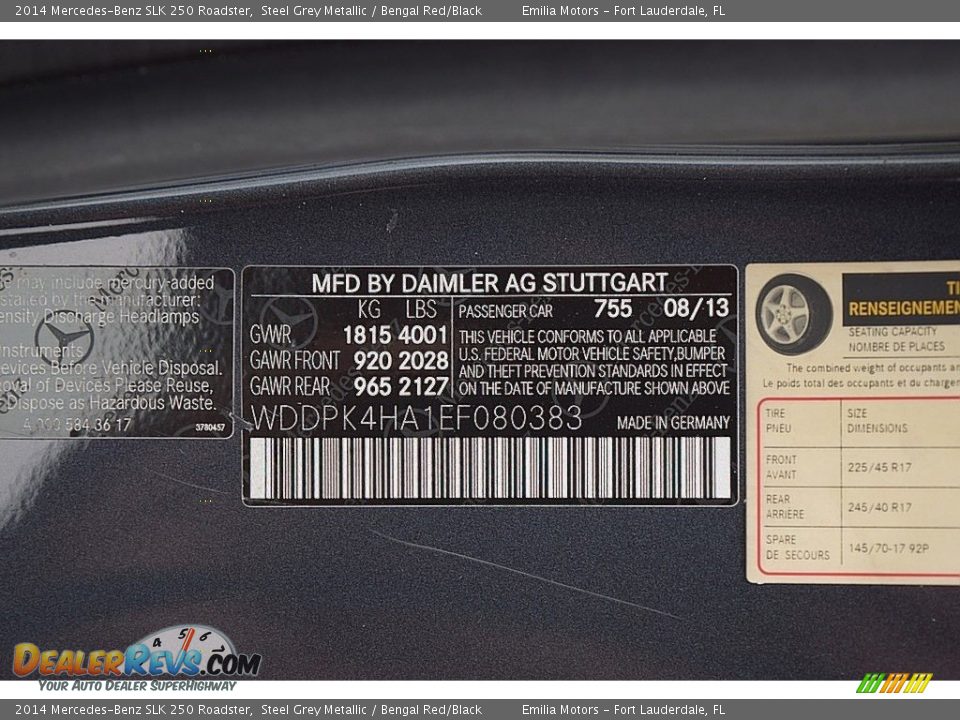 2014 Mercedes-Benz SLK 250 Roadster, Steel Grey Metallic / Bengal Red/Black Emilia Motors - Fort Lauderdale, FL
may include mercury-added
stalled by the manufacturer:
ensity Discharge Headlamps
Instruments
evices Before Vehicle Disposal.
oval of Devices Please Reuse,
Dispose as Hazardous Waste.
A 000 584 36 17
3780457
MFD BY DAIMLER AG STUTTGART
KG LBS
GVWR 1815 4001
GAWR FRONT 920 2028
GAWR REAR 965 2127
PASSENGER CAR 755 08/13
THIS VEHICLE CONFORMS TO ALL APPLICABLE
U.S. FEDERAL MOTOR VEHICLE SAFETY,BUMPER
AND THEFT PREVENTION STANDARDS IN EFFECT
ON THE DATE OF MANUFACTURE SHOWN ABOVE
WDDPK4HA1EF080383 MADE IN GERMANY
TI
RENSEIGNEMEN
SEATING CAPACITY
NOMBRE DE PLACES
The combined weight of occupants an
Le poids total des occupants et du chargem
TIRE SIZE
PNEU DIMENSIONS
FRONT
AVANT
225/45 R17
REAR
ARRIERE
245/40 R17
SPARE
DE SECOURS
145/70-17 92P
4 5 6
DEALERREVS.COM
YOUR AUTO DEALER SUPERHIGHWAY
2014 Mercedes-Benz SLK 250 Roadster, Steel Grey Metallic / Bengal Red/Black Emilia Motors - Fort Lauderdale, FL